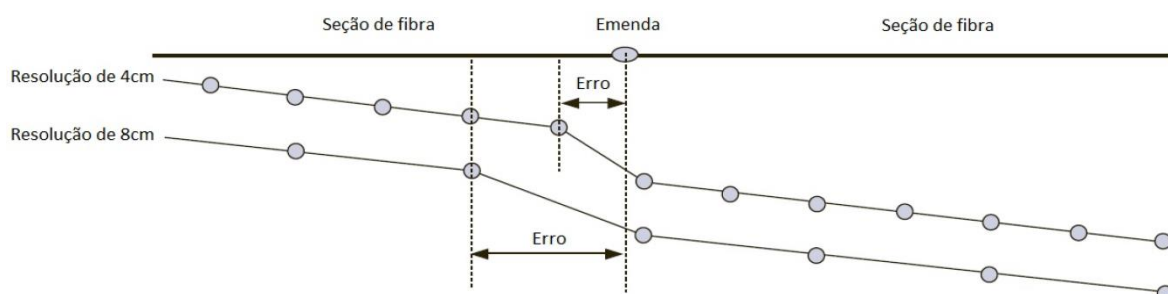 Seção de fibra Emenda Seção de fibra
Resolução de 4cm
Erro
Resolução de 8cm
Erro